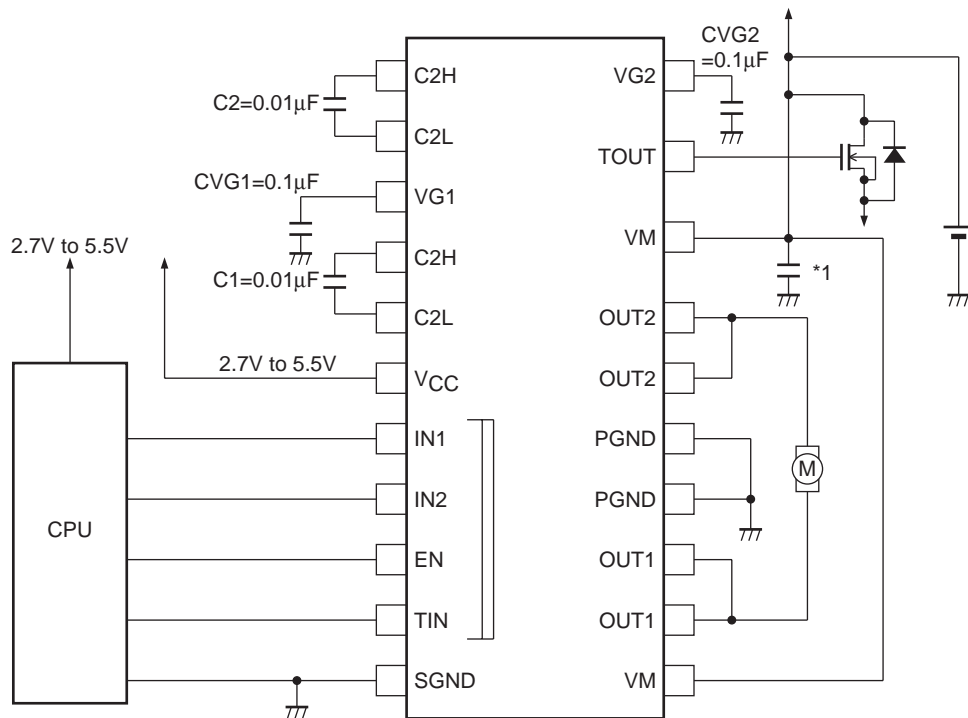 CVG2
=0.1μF
C2H
VG2
C2=0.01μF
C2L
TOUT
CVG1=0.1μF
VG1
2.7V to 5.5V
C2H
VM
*1
C1=0.01μF
C2L
OUT2
2.7V to 5.5V
VCC
OUT2
IN1
PGND
M
IN2
PGND
CPU
EN
OUT1
TIN
OUT1
SGND
VM